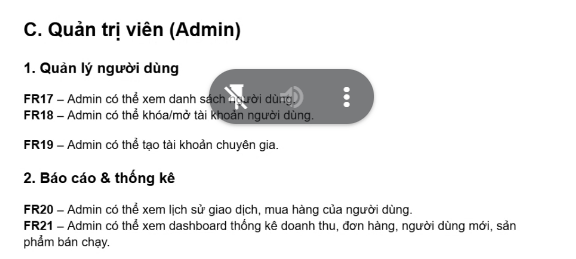 C. Quản trị viên (Admin)
1. Quản lý người dùng
FR17 – Admin có thể xem danh sách người dùng.
FR18 – Admin có thể khóa/mở tài khoản người dùng.
FR19 – Admin có thể tạo tài khoản chuyên gia.
2. Báo cáo & thống kê
FR20 – Admin có thể xem lịch sử giao dịch, mua hàng của người dùng.
FR21 – Admin có thể xem dashboard thống kê doanh thu, đơn hàng, người dùng mới, sản
phẩm bán chạy.